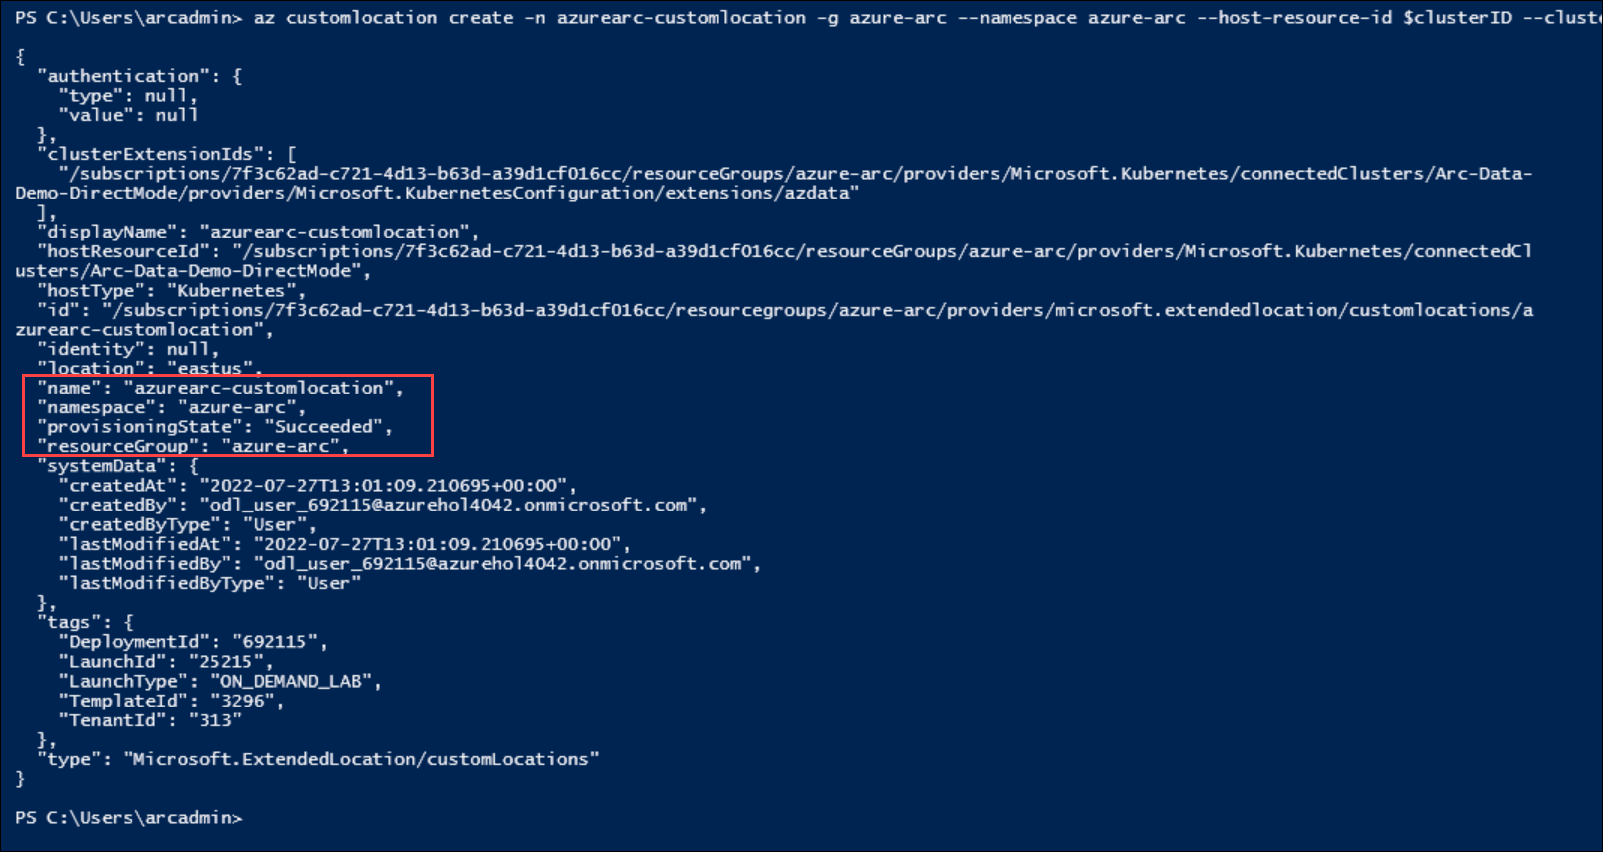 PS C:\Users\arcadmin> az customlocation create -n azurearc-customlocation -g azure-arc --namespace azure-arc --host-resource-id $clusterID --cluste
{
"authentication": {
"type": null,
"value": null
},
"clusterExtensionIds": [
"/subscriptions/7f3c62ad-c721-4d13-b63d-a39d1cf016cc/resourceGroups/azure-arc/providers/Microsoft.Kubernetes/connectedClusters/Arc-Data-
Demo-DirectMode/providers/Microsoft.KubernetesConfiguration/extensions/azdata"
],
"displayName": "azurearc-customlocation",
"hostResourceId": "/subscriptions/7f3c62ad-c721-4d13-b63d-a39d1cf016cc/resourceGroups/azure-arc/providers/Microsoft.Kubernetes/connectedCl
usters/Arc-Data-Demo-DirectMode",
"hostType": "Kubernetes",
"id": "/subscriptions/7f3c62ad-c721-4d13-b63d-a39d1cf016cc/resourcegroups/azure-arc/providers/microsoft.extendedlocation/customlocations/a
zurearc-customlocation",
"identity": null,
"location": "eastus",
"name": "azurearc-customlocation",
"namespace": "azure-arc",
"provisioningState": "Succeeded",
"resourceGroup": "azure-arc",
"systemData": {
"createdAt": "2022-07-27T13:01:09.210695+00:00",
"createdBy": "odl_user_692115@azurehol4042.onmicrosoft.com",
"createdByType": "User",
"lastModifiedAt": "2022-07-27T13:01:09.210695+00:00",
"lastModifiedBy": "odl_user_692115@azurehol4042.onmicrosoft.com",
"lastModifiedByType": "User"
},
"tags": {
"DeploymentId": "692115",
"LaunchId": "25215",
"LaunchType": "ON_DEMAND_LAB",
"TemplateId": "3296",
"TenantId": "313"
},
"type": "Microsoft.ExtendedLocation/customLocations"
}
PS C:\Users\arcadmin>